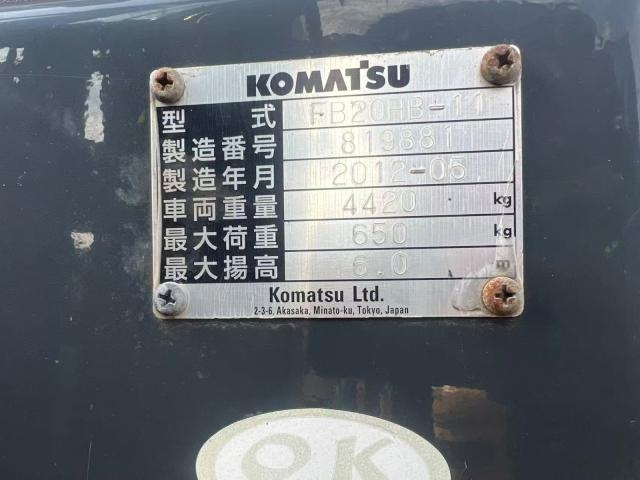 KOMATSU
型 式 FB20HB-11
製造番号 819881
製造年月 2012-05
車両重量 4420 kg
最大荷重 650 kg
最大揚高 6.0 m
Komatsu Ltd.
2-3-6, Akasaka, Minato-ku, Tokyo, Japan
OK